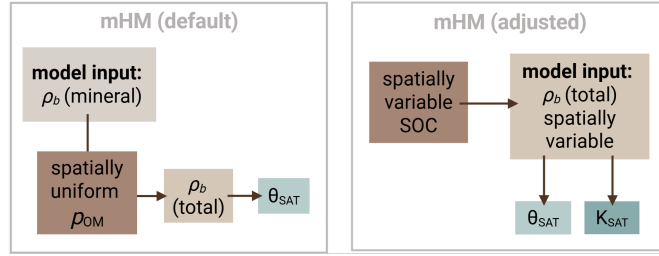 mHM (default)
model input:
ρb (mineral)
spatially
uniform
pOM
ρb
(total)
θSAT
mHM (adjusted)
spatially
variable
SOC
model input:
ρb (total)
spatially
variable
θSAT
KSAT